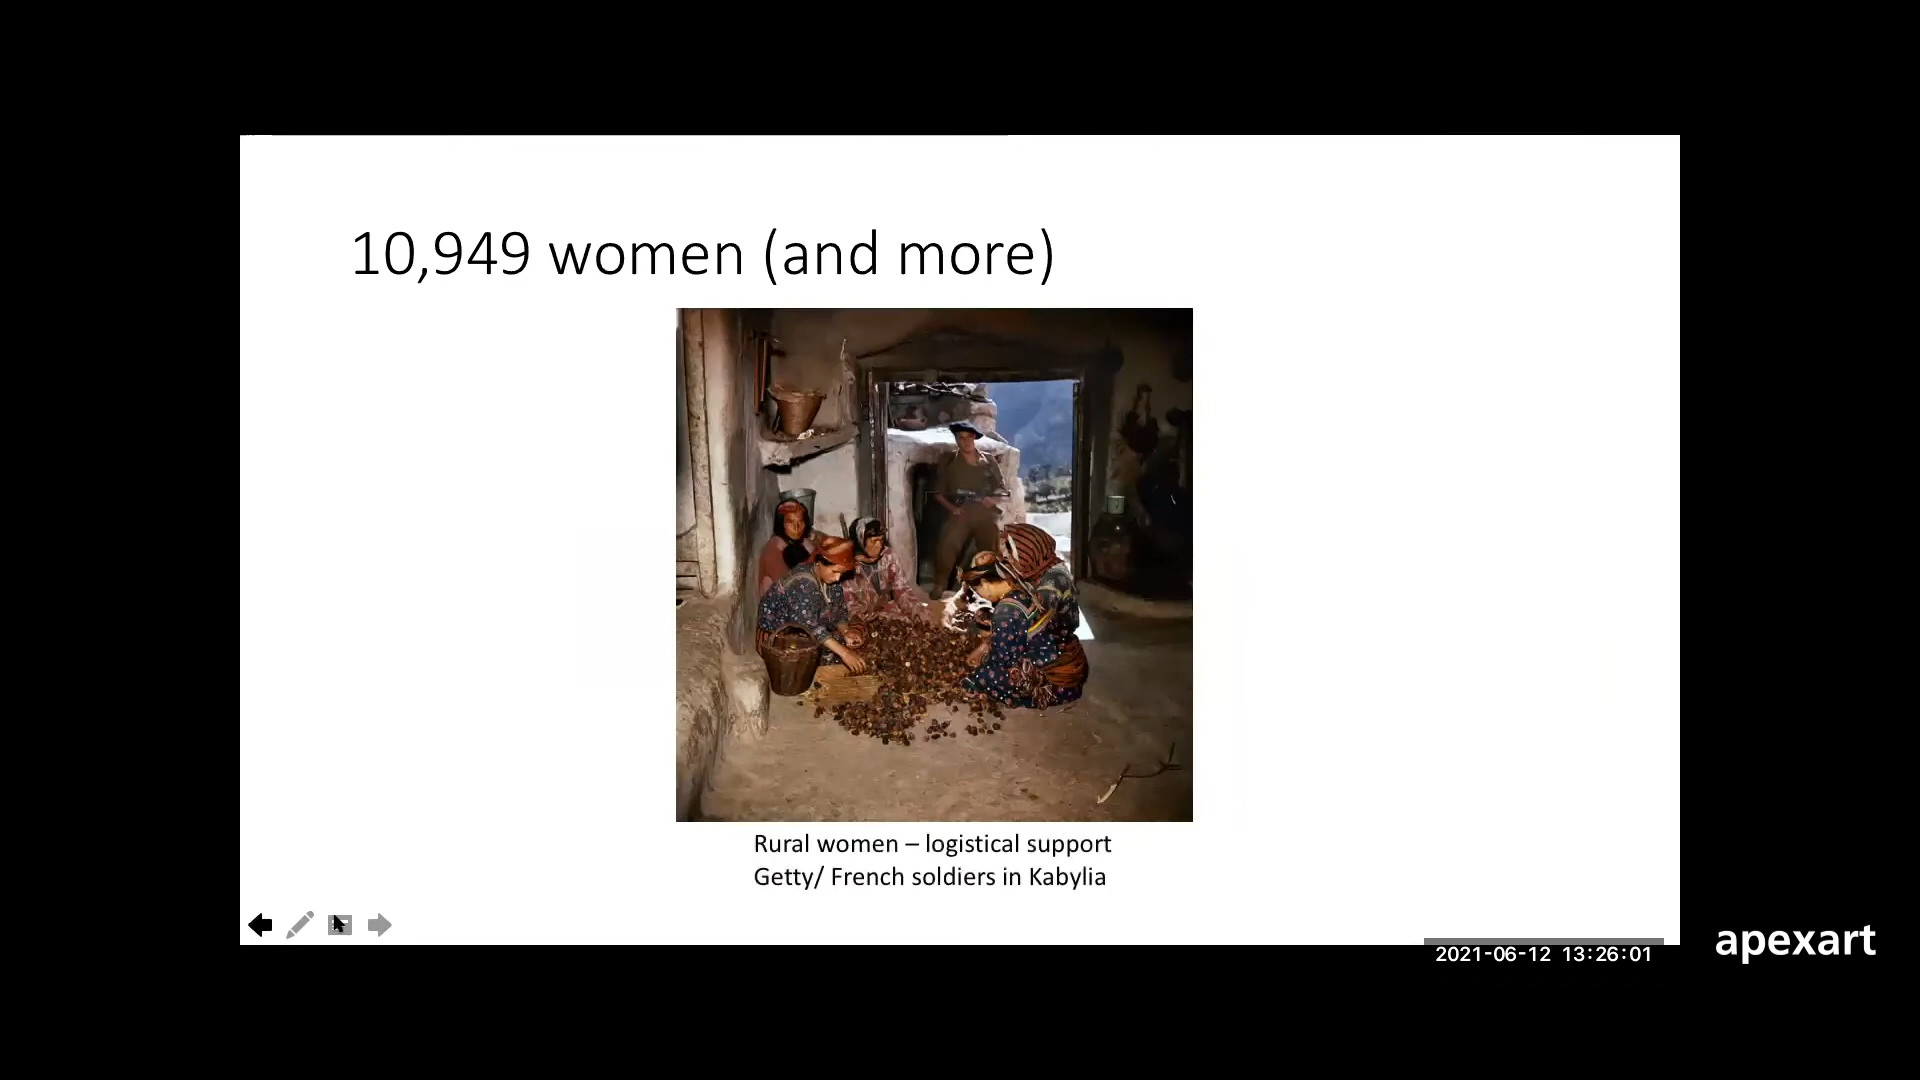 10,949 women (and more)
Rural women – logistical support
Getty/ French soldiers in Kabylia
apexart
2021-06-12 13:26:01